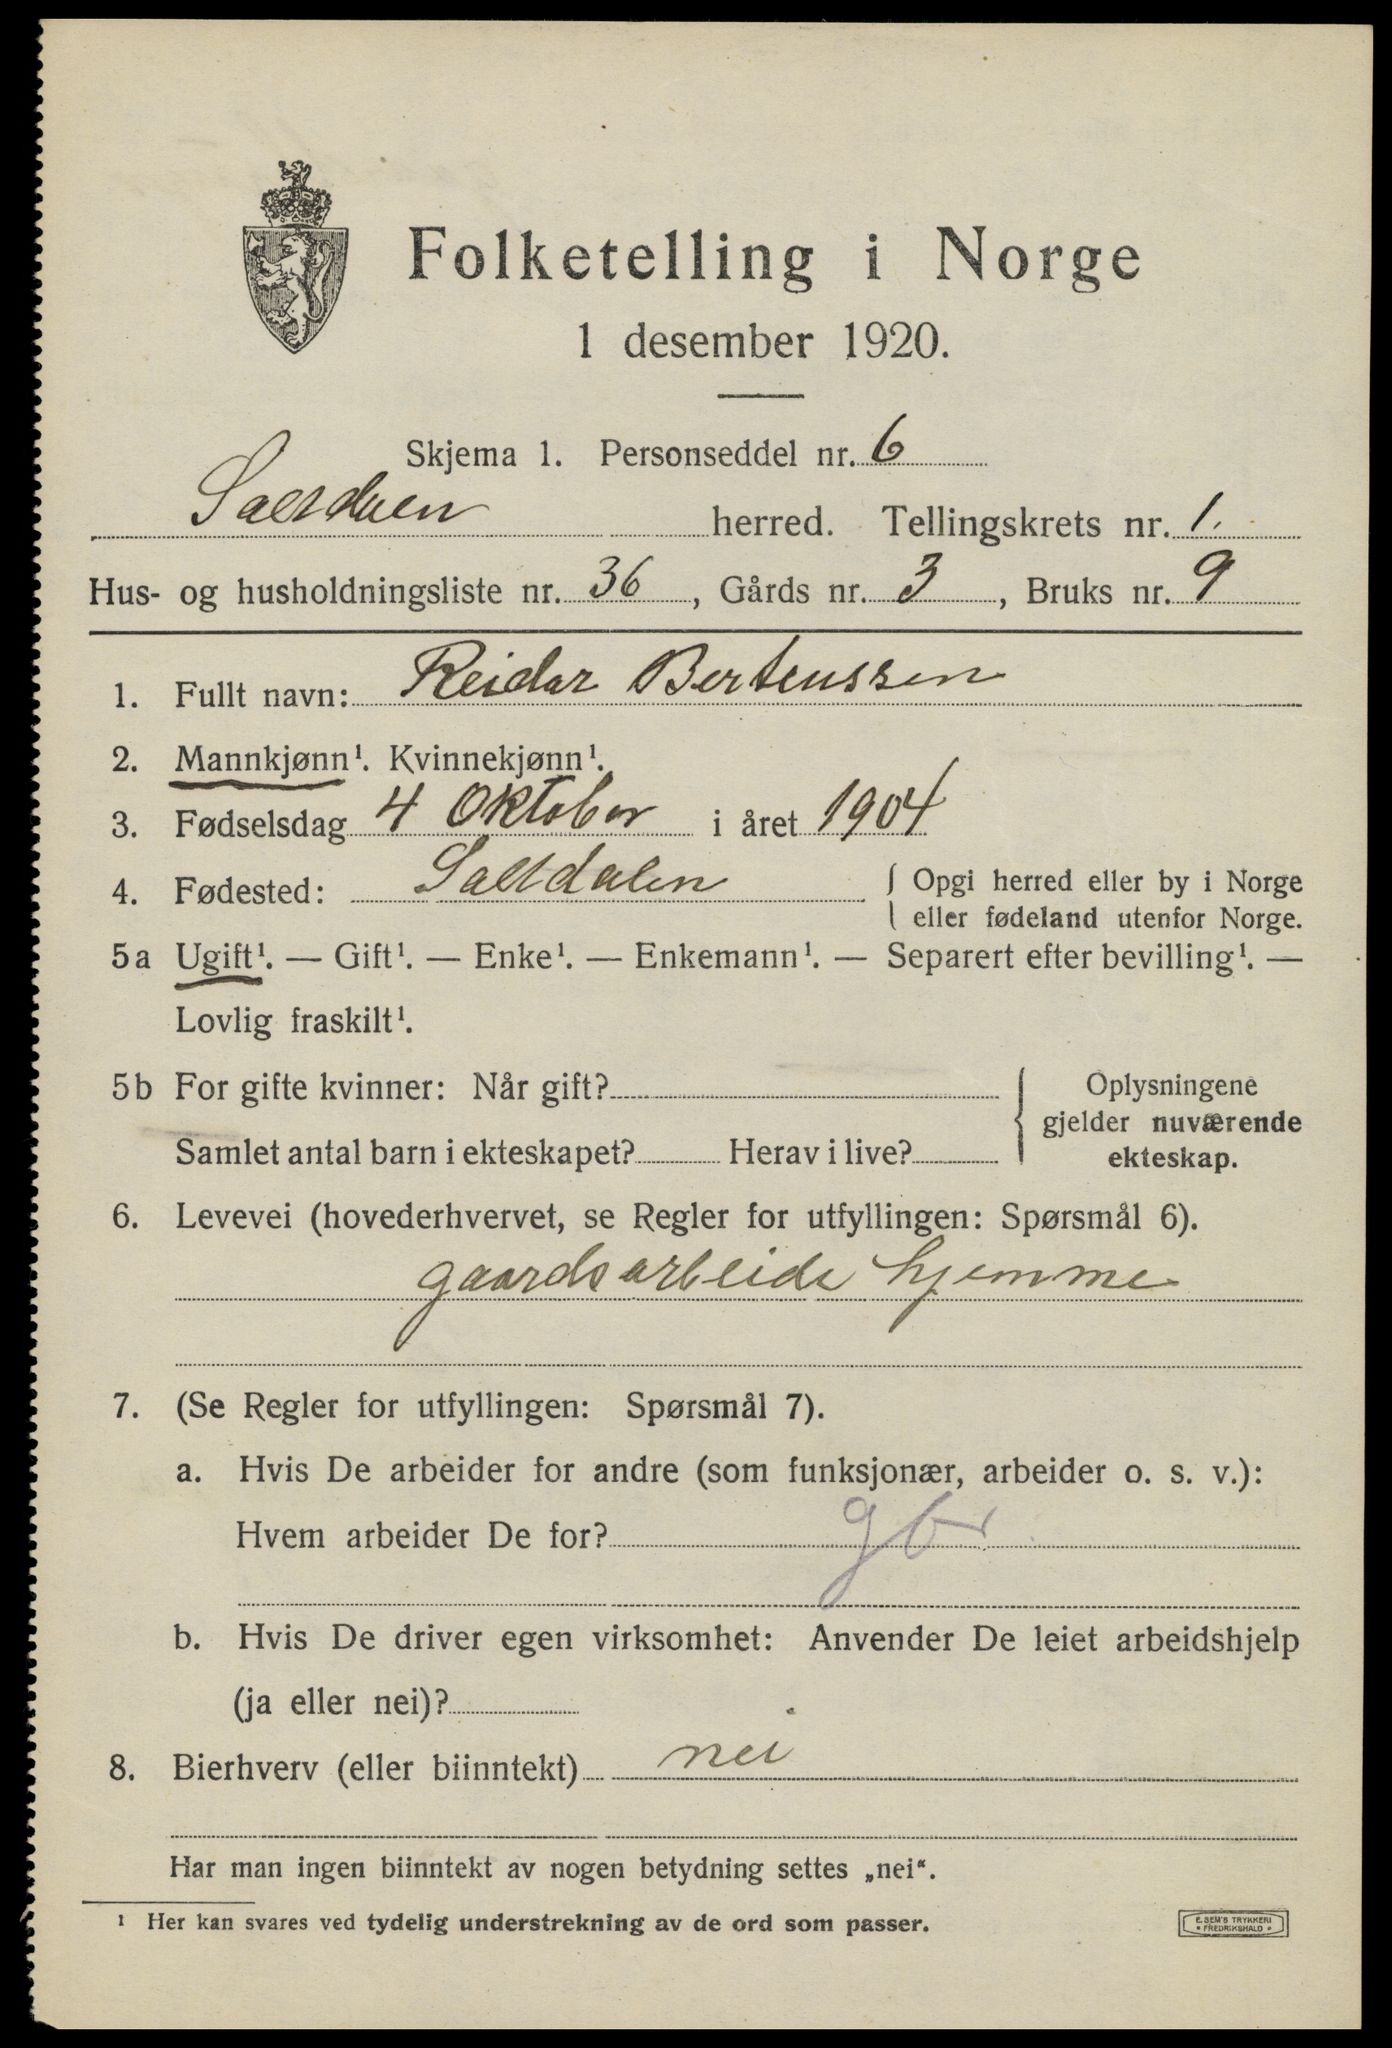 Folketelling i Norge
1 desember 1920.
Skjema 1. Personseddel nr. 6
Saltdalen herred. Tellingskrets nr. 1.
Hus- og husholdningsliste nr. 36, Gårds nr. 3, Bruks nr. 9
1. Fullt navn: Reidar Berteussen
2. Mannkjønn¹. Kvinnekjønn¹.
3. Fødselsdag 4 Oktober i året 1904
4. Fødested: Saltdalen { Opgi herred eller by i Norge
eller fødeland utenfor Norge.
5a Ugift¹. — Gift¹. — Enke¹. — Enkemann¹. — Separert efter bevilling¹. —
Lovlig fraskilt¹.
5b For gifte kvinner: Når gift?
Samlet antal barn i ekteskapet? Herav i live?
Oplysningene
gjelder nuværende
ekteskap.
6. Levevei (hovederhvervet, se Regler for utfyllingen: Spørsmål 6).
gaardsarbeide hjemme
7. (Se Regler for utfyllingen: Spørsmål 7).
a. Hvis De arbeider for andre (som funksjonær, arbeider o. s. v.):
Hvem arbeider De for? gbr
b. Hvis De driver egen virksomhet: Anvender De leiet arbeidshjelp
(ja eller nei)?
8. Bierhverv (eller biinntekt) nei
Har man ingen biinntekt av nogen betydning settes „nei“.
¹ Her kan svares ved tydelig understrekning av de ord som passer.
E. SEM'S TRYKKERI
* FREDRIKSHALD *